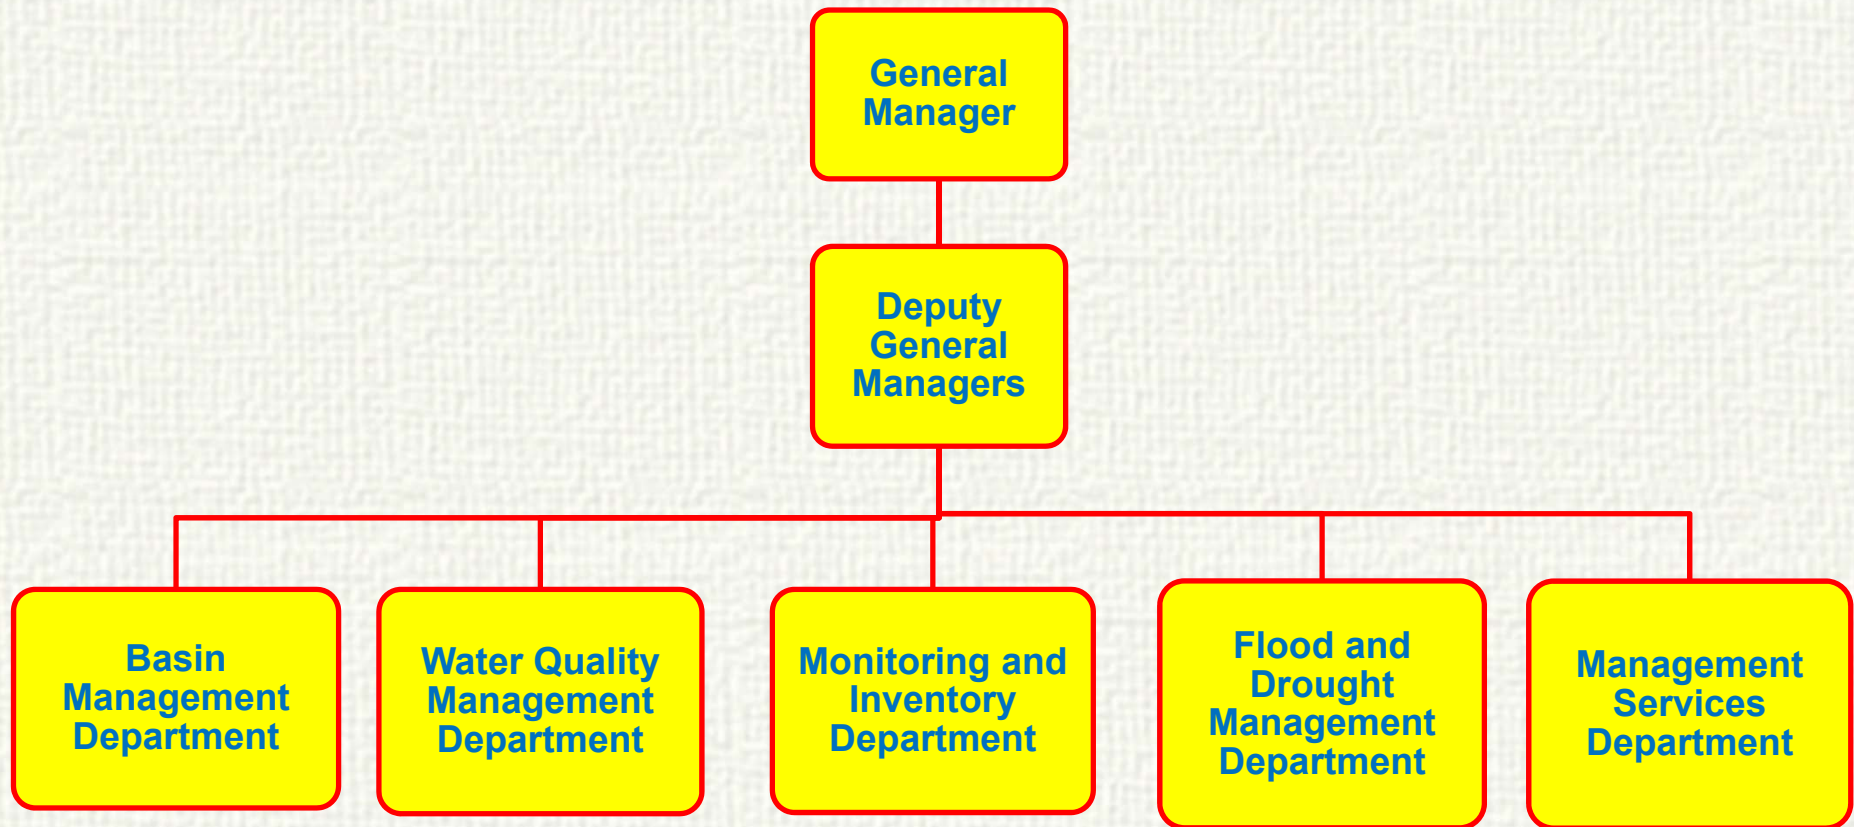 General
Manager
Deputy
General
Managers
Basin
Management
Department
Water Quality
Management
Department
Monitoring and
Inventory
Department
Flood and
Drought
Management
Department
Management
Services
Department